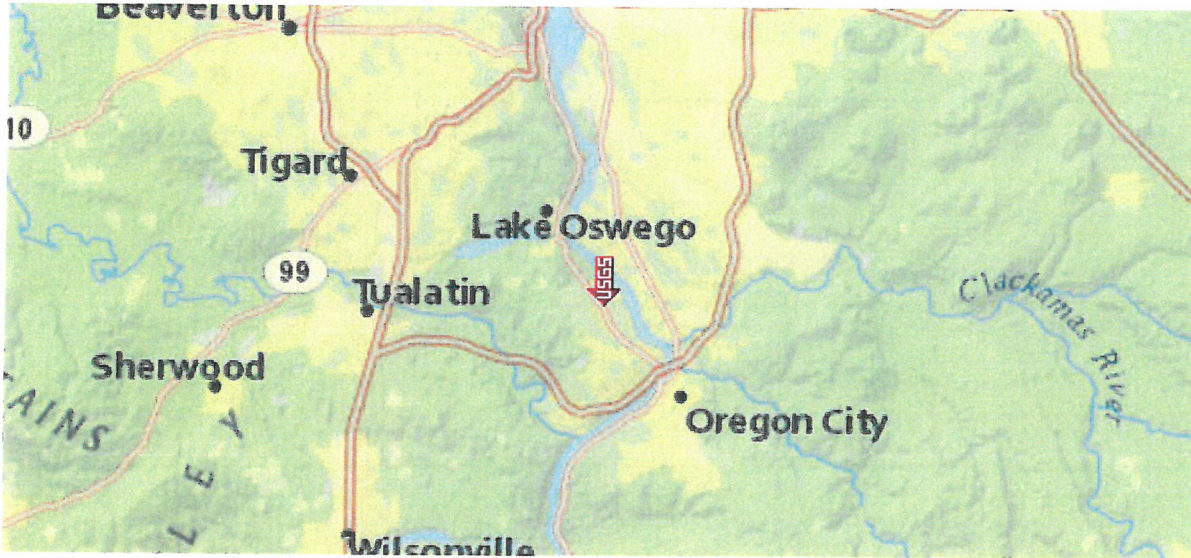 Beaverton
10
Tigard
Lake Oswego
USGS
99
Tualatin
Clackamas River
Sherwood
AINS
Oregon City
L E Y
Wilsonville